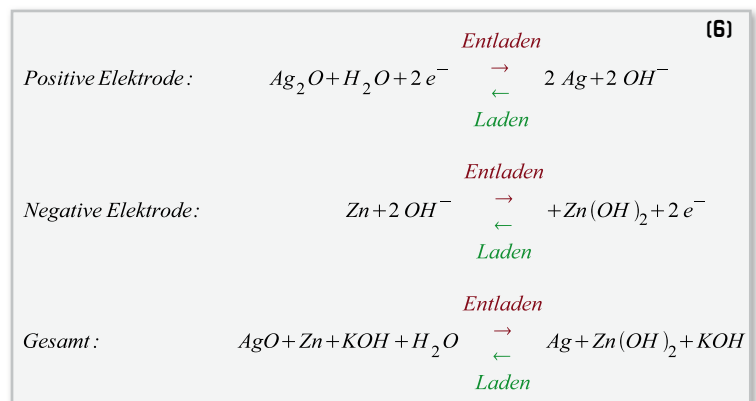 (6)
Entladen
Positive Elektrode: Ag₂O+H₂O+2 e⁻ → ← 2 Ag+2 OH⁻
Laden
Entladen
Negative Elektrode: Zn+2 OH⁻ → ← +Zn(OH)₂+2 e⁻
Laden
Entladen
Gesamt: AgO+Zn+KOH+H₂O → ← Ag+Zn(OH)₂+KOH
Laden